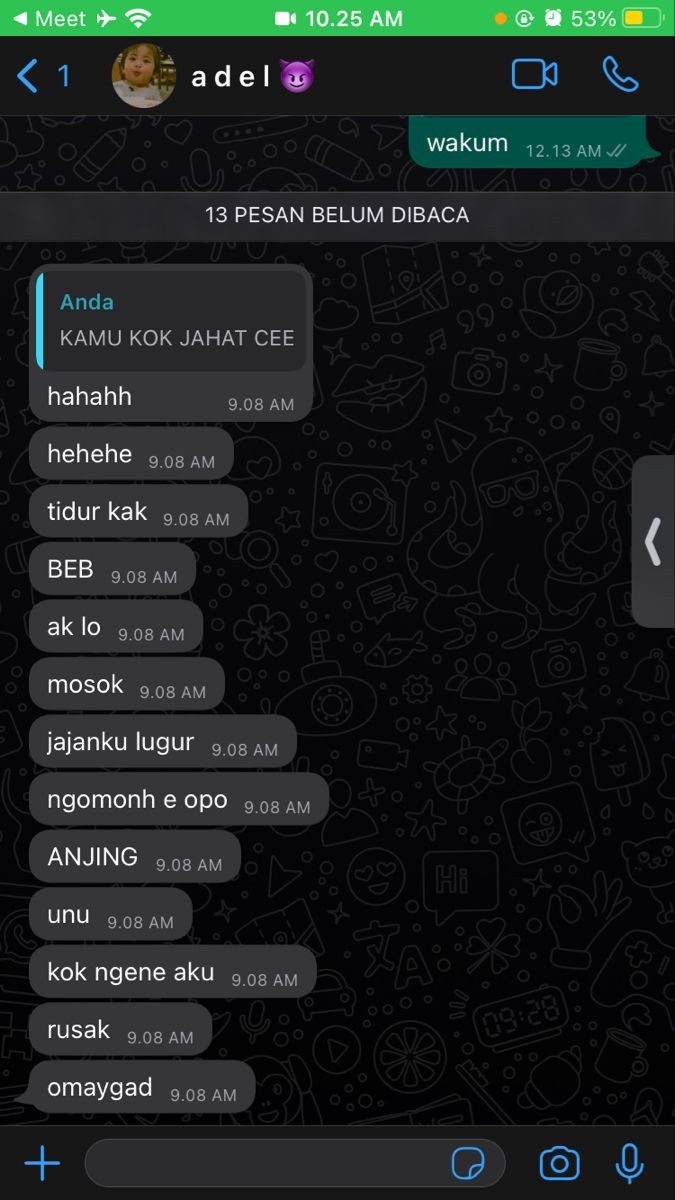 Meet 10.25 AM 53%
1 a d e l 😈
wakum 12.13 AM
13 PESAN BELUM DIBACA
Anda
KAMU KOK JAHAT CEE
hahahh 9.08 AM
hehehe 9.08 AM
tidur kak 9.08 AM
BEB 9.08 AM
ak lo 9.08 AM
mosok 9.08 AM
jajanku lugur 9.08 AM
ngomonh e opo 9.08 AM
ANJING 9.08 AM
unu 9.08 AM
kok ngene aku 9.08 AM
rusak 9.08 AM
omaygad 9.08 AM
Hi
09:28